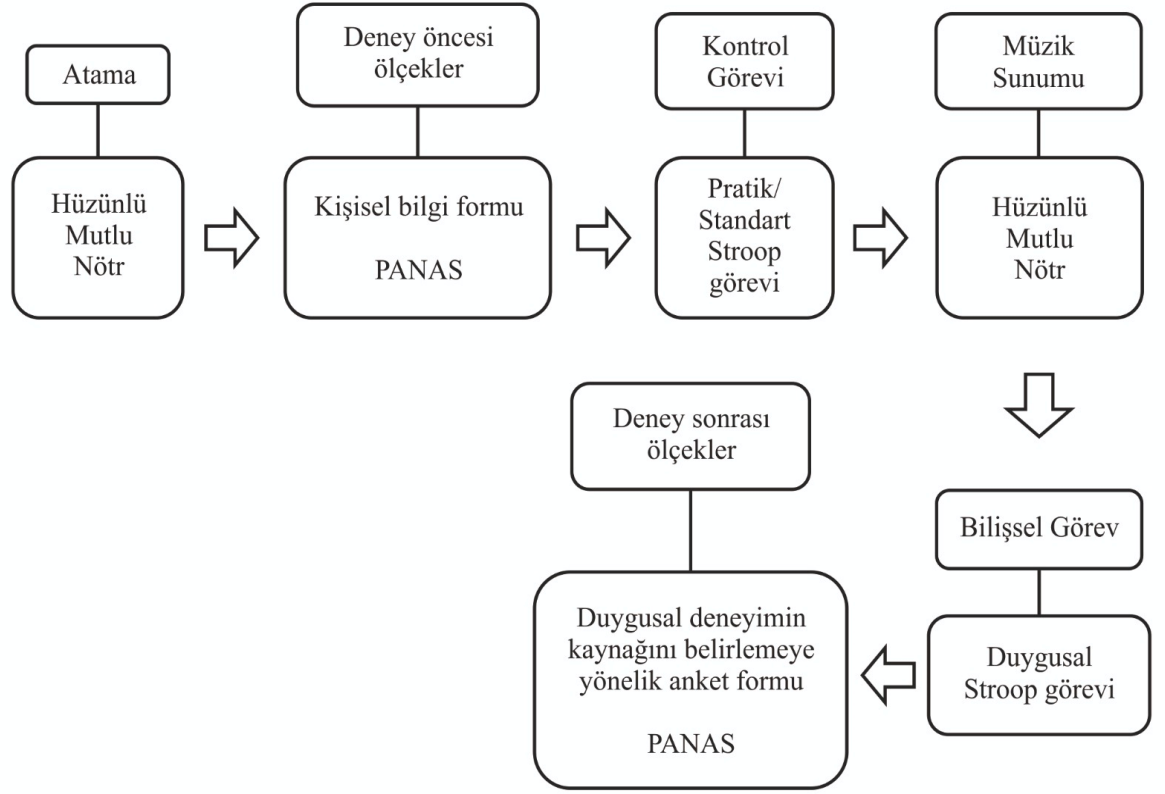 Atama
Hüzünlü
Mutlu
Nötr
Deney öncesi
ölçekler
Kişisel bilgi formu
PANAS
Kontrol
Görevi
Pratik/
Standart
Stroop
görevi
Müzik
Sunumu
Hüzünlü
Mutlu
Nötr
Bilişsel Görev
Duygusal
Stroop görevi
Deney sonrası
ölçekler
Duygusal deneyimin
kaynağını belirlemeye
yönelik anket formu
PANAS